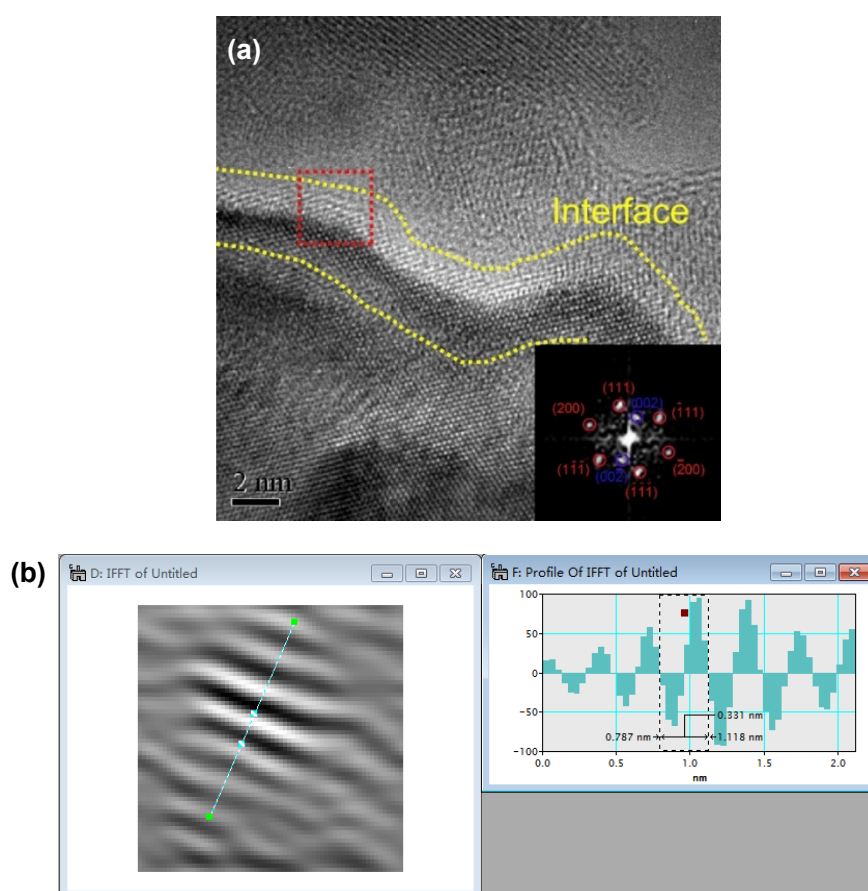 (a)
Interface
2 nm
(111)
(002)
(200)
(1̄11)
(11̄1̄)
(2̄00)
(002̄)
(1̄1̄1̄)
(b)
D: IFFT of Untitled
F: Profile Of IFFT of Untitled
100
50
0
-50
-100
0.331 nm
0.787 nm
1.118 nm
0.0
0.5
1.0
1.5
2.0
nm